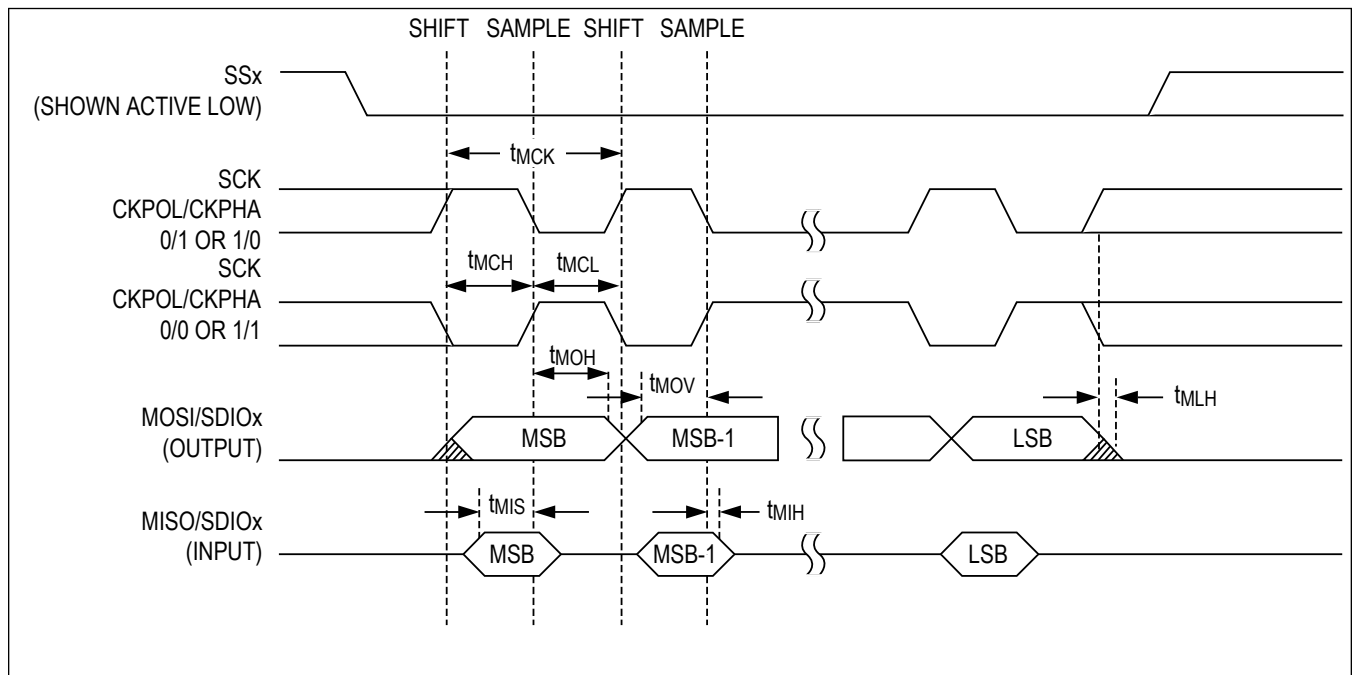 SHIFT SAMPLE SHIFT SAMPLE
SSx
(SHOWN ACTIVE LOW)
tMCK
SCK
CKPOL/CKPHA
0/1 OR 1/0
tMCH tMCL
SCK
CKPOL/CKPHA
0/0 OR 1/1
tMOH
tMOV
tMLH
MOSI/SDIOx
(OUTPUT)
MSB MSB-1 LSB
tMIS
tMIH
MISO/SDIOx
(INPUT)
MSB MSB-1 LSB